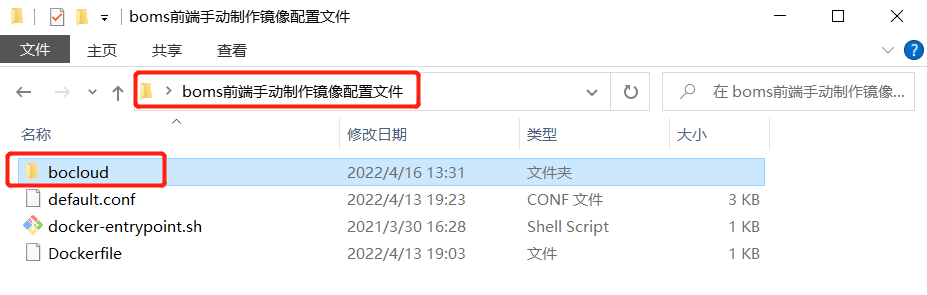 boms前端手动制作镜像配置文件
文件 主页 共享 查看
boms前端手动制作镜像配置文件 在 boms前端手动制作镜像...
名称 修改日期 类型 大小
bocloud 2022/4/16 13:31 文件夹
default.conf 2022/4/13 19:23 CONF 文件 3 KB
docker-entrypoint.sh 2021/3/30 16:28 Shell Script 1 KB
Dockerfile 2022/4/13 19:03 文件 1 KB